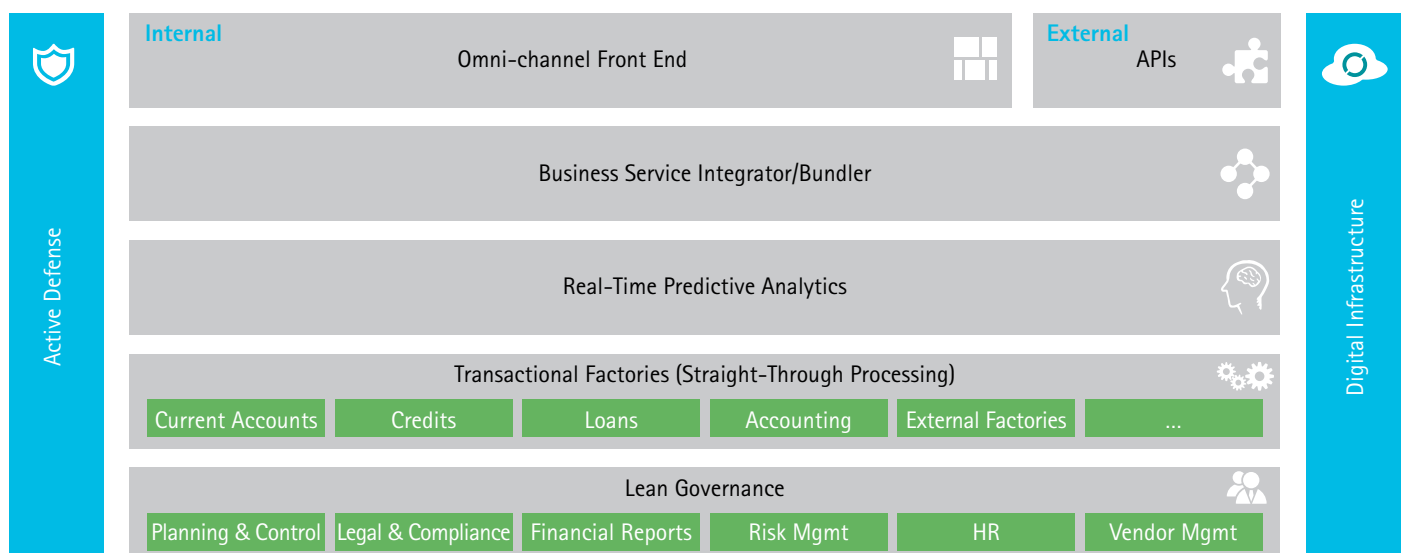 Internal
Omni-channel Front End
External
APIs
Business Service Integrator/Bundler
Real-Time Predictive Analytics
Transactional Factories (Straight-Through Processing)
Current Accounts
Credits
Loans
Accounting
External Factories
...
Lean Governance
Planning & Control
Legal & Compliance
Financial Reports
Risk Mgmt
HR
Vendor Mgmt
Active Defense
Digital Infrastructure